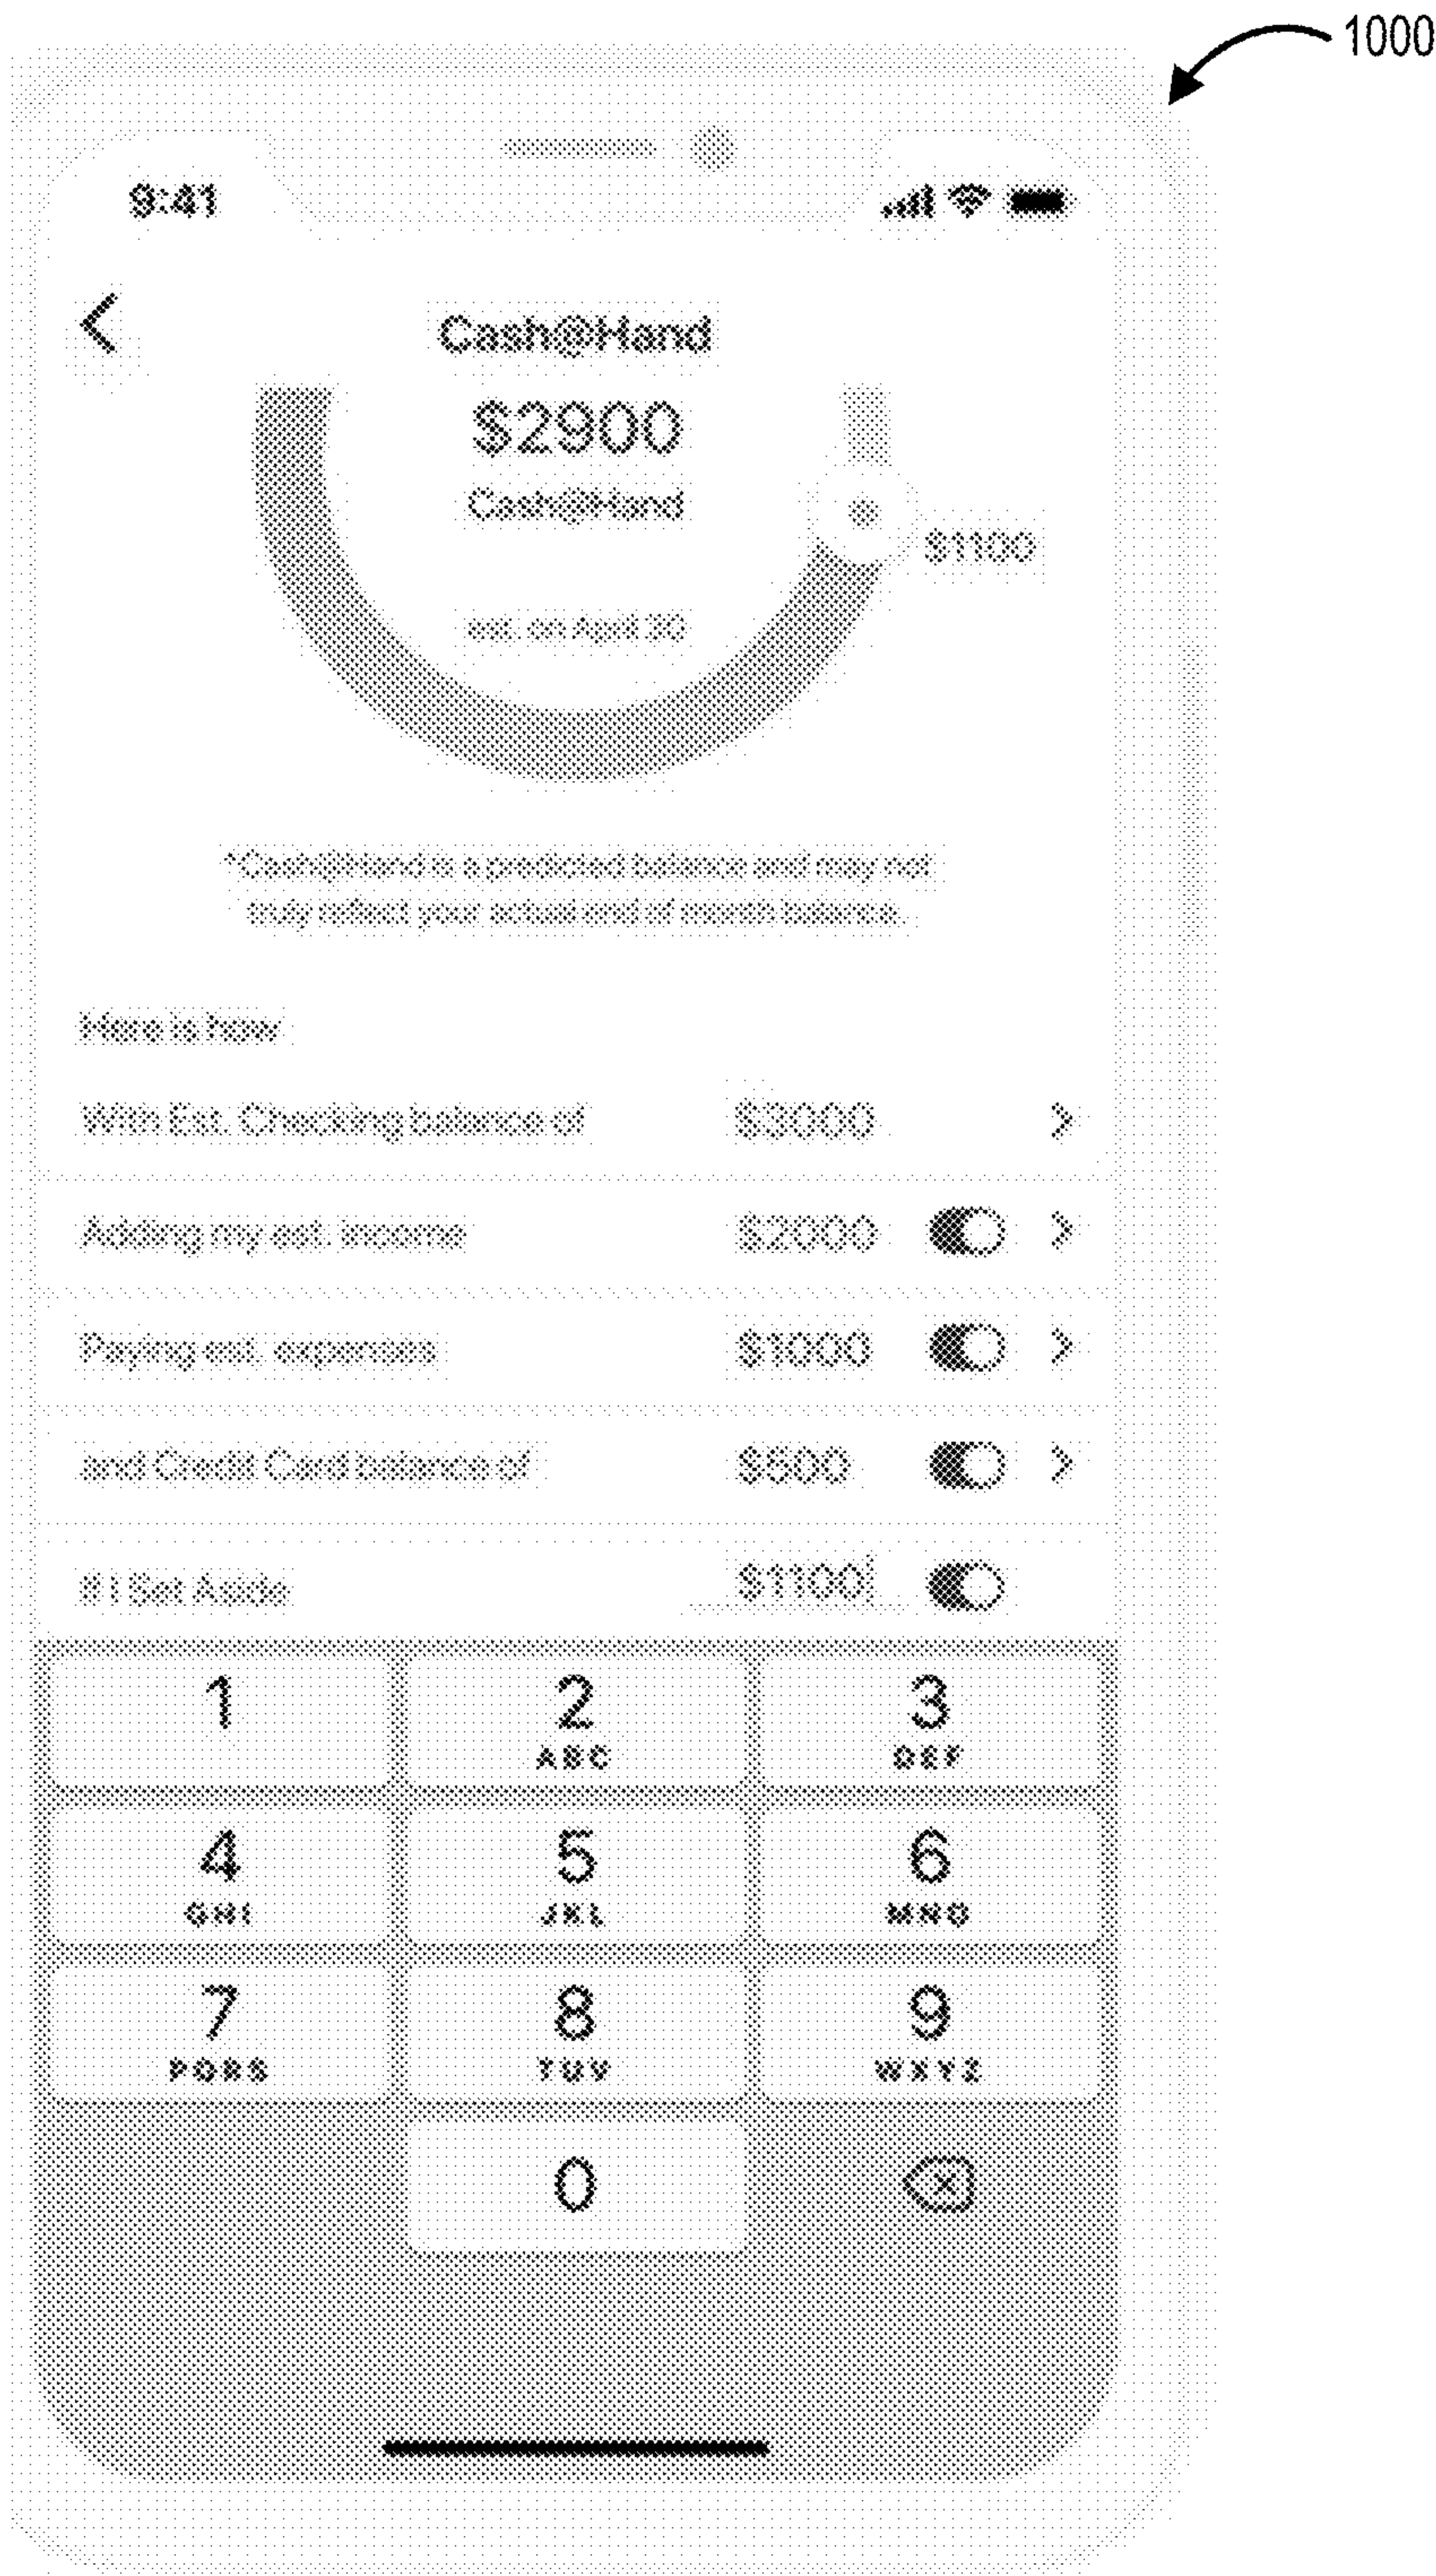 1000
9:41
Cash@Hand
$2900
Cash@Hand
$1100
est. on April 30
*Cash@Hand is a predicted balance and may not
truly reflect your actual end of month balance.
Here is how
With Est. Checking balance of $3000
Adding my est. income $2000
Paying est. expenses $1000
and Credit Card balance of $500
If I Set Aside $1100
1 2 3
ABC DEF
4 5 6
GHI JKL MNO
7 8 9
PQRS TUV WXYZ
0